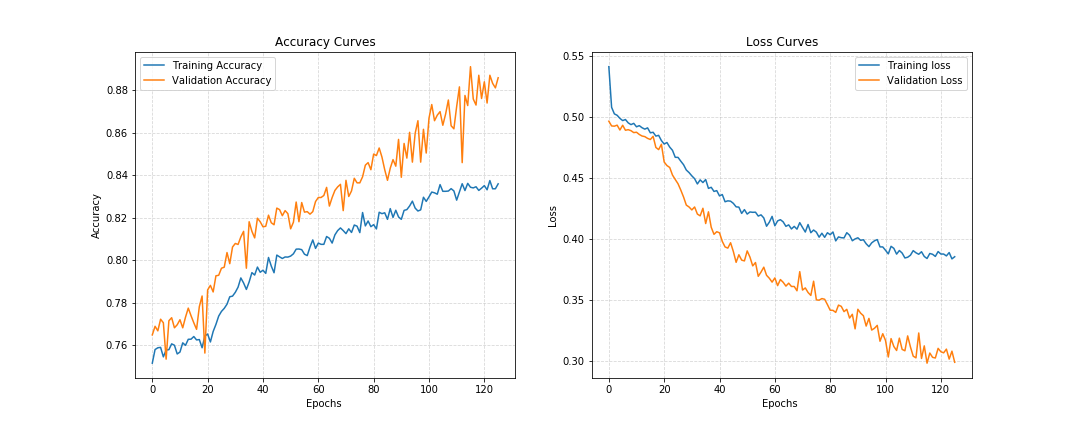 Accuracy Curves
Training Accuracy
Validation Accuracy
0.88
0.86
0.84
0.82
0.80
0.78
0.76
Accuracy
0 20 40 60 80 100 120
Epochs
Loss Curves
Training loss
Validation Loss
0.55
0.50
0.45
0.40
0.35
0.30
Loss
0 20 40 60 80 100 120
Epochs